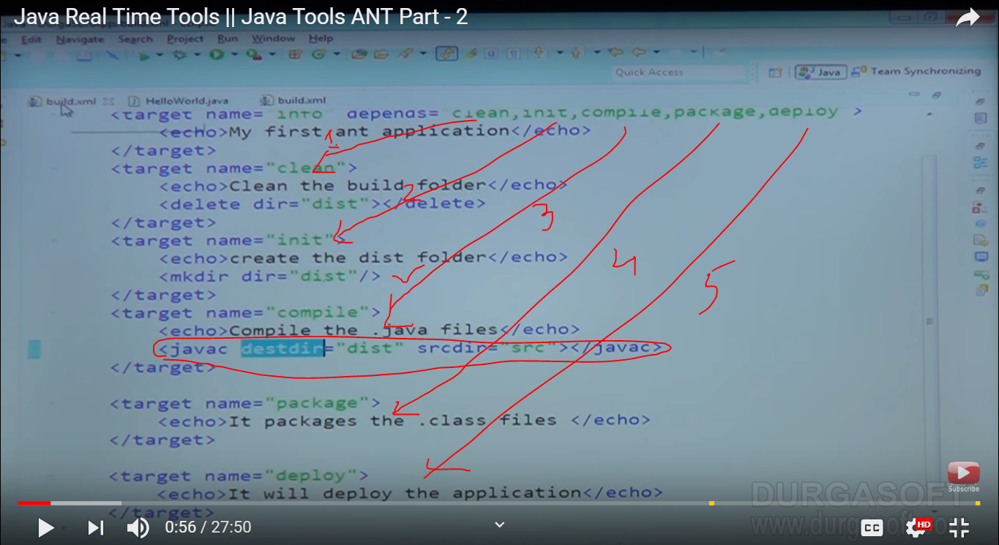 Java Real Time Tools || Java Tools ANT Part - 2
Edit Navigate Search Project Run Window Help
Quick Access
Java
Team Synchronizing
build.xml
HelloWorld.java
build.xml
<target name="info" depends="clean,init,compile,package,deploy">
<echo>My first ant application</echo>
</target>
<target name="clean">
<echo>Clean the build folder</echo>
<delete dir="dist"></delete>
</target>
<target name="init">
<echo>create the dist folder</echo>
<mkdir dir="dist"/>
</target>
<target name="compile">
<echo>Compile the .java files</echo>
<javac destdir="dist" srcdir="src"></javac>
</target>
<target name="package">
<echo>It packages the .class files </echo>
</target>
<target name="deploy">
<echo>It will deploy the application</echo>
</target>
1
2
3
4
5
Subscribe
DURGASOFT
0:56 / 27:50
CC
HD